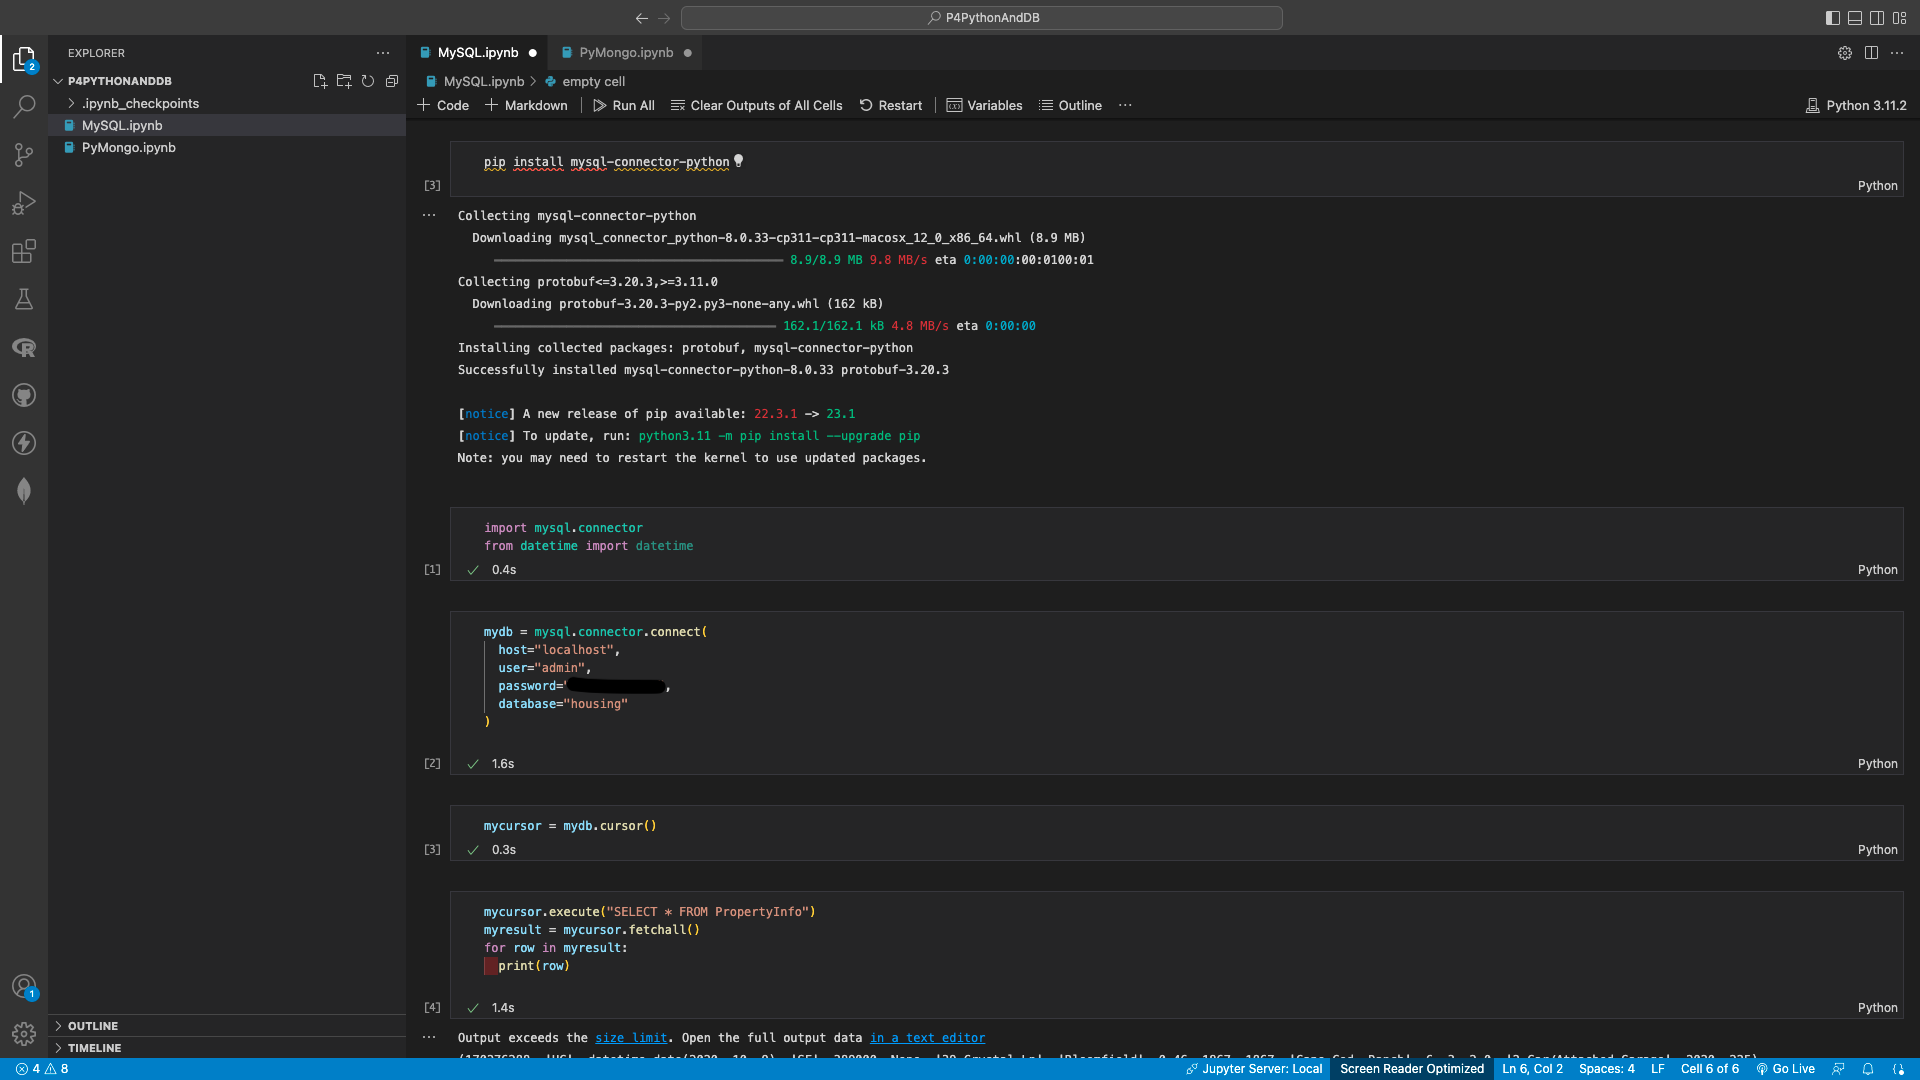 P4PythonAndDB
EXPLORER
P4PYTHONANDDB
.ipynb_checkpoints
MySQL.ipynb
PyMongo.ipynb
2
1
OUTLINE
TIMELINE
MySQL.ipynb
PyMongo.ipynb
MySQL.ipynb > empty cell
+ Code + Markdown Run All Clear Outputs of All Cells Restart Variables Outline ...
Python 3.11.2
pip install mysql-connector-python
[3] Python
Collecting mysql-connector-python
Downloading mysql_connector_python-8.0.33-cp311-cp311-macosx_12_0_x86_64.whl (8.9 MB)
8.9/8.9 MB 9.8 MB/s eta 0:00:00:00:0100:01
Collecting protobuf<=3.20.3,>=3.11.0
Downloading protobuf-3.20.3-py2.py3-none-any.whl (162 kB)
162.1/162.1 kB 4.8 MB/s eta 0:00:00
Installing collected packages: protobuf, mysql-connector-python
Successfully installed mysql-connector-python-8.0.33 protobuf-3.20.3
[notice] A new release of pip available: 22.3.1 -> 23.1
[notice] To update, run: python3.11 -m pip install --upgrade pip
Note: you may need to restart the kernel to use updated packages.
import mysql.connector
from datetime import datetime
[1] 0.4s Python
mydb = mysql.connector.connect(
host="localhost",
user="admin",
password=" ,
database="housing"
)
[2] 1.6s Python
mycursor = mydb.cursor()
[3] 0.3s Python
mycursor.execute("SELECT * FROM PropertyInfo")
myresult = mycursor.fetchall()
for row in myresult:
print(row)
[4] 1.4s Python
Output exceeds the size limit. Open the full output data in a text editor
4 8 Jupyter Server: Local Screen Reader Optimized Ln 6, Col 2 Spaces: 4 LF Cell 6 of 6 Go Live